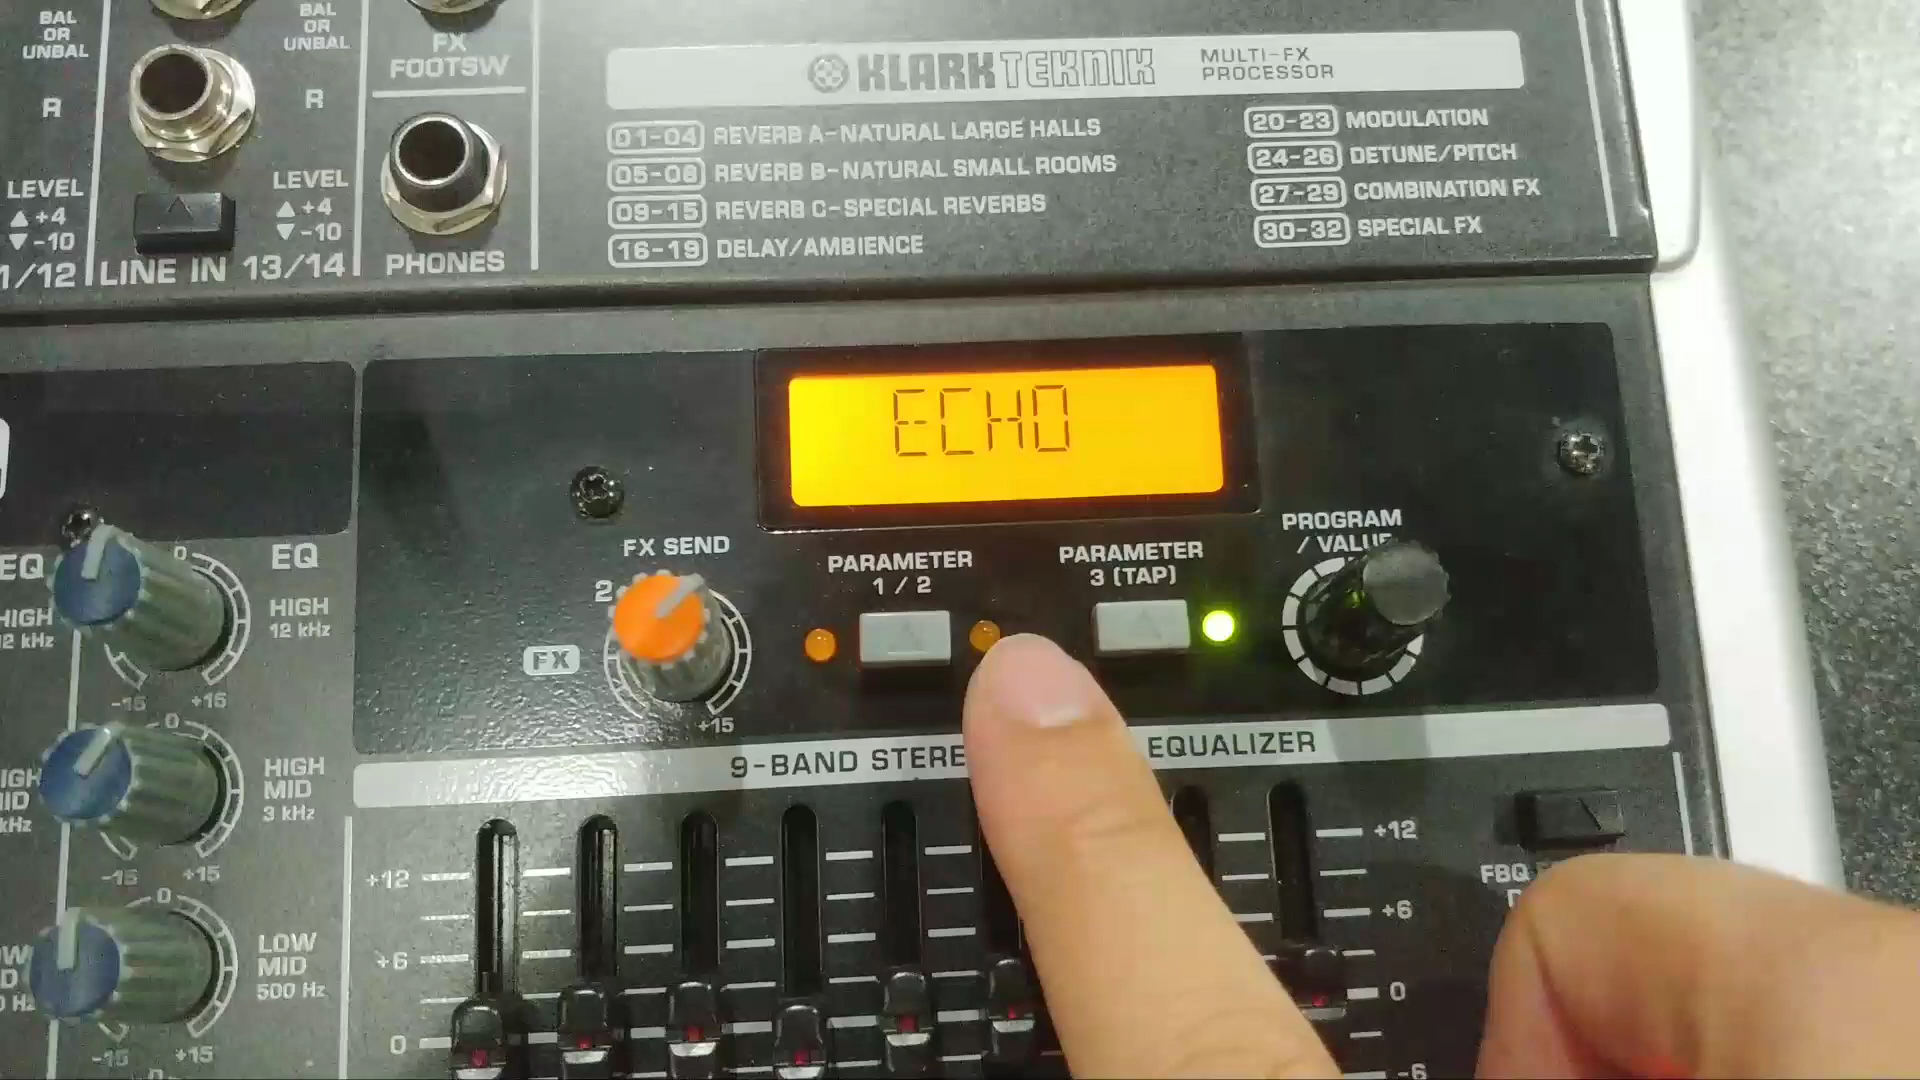 BAL
OR
UNBAL
R
LEVEL
+4
-10
BAL
OR
UNBAL
R
LEVEL
+4
-10
LINE IN 13/14
1/12
FX
FOOTSW
PHONES
KLARK TEKNIK
MULTI-FX
PROCESSOR
01-04 REVERB A-NATURAL LARGE HALLS
05-08 REVERB B-NATURAL SMALL ROOMS
09-15 REVERB C-SPECIAL REVERBS
16-19 DELAY/AMBIENCE
20-23 MODULATION
24-26 DETUNE/PITCH
27-29 COMBINATION FX
30-32 SPECIAL FX
ECHO
FX SEND
2
FX
+15
PARAMETER
1 / 2
PARAMETER
3 (TAP)
PROGRAM
/ VALUE
EQ
EQ
0
HIGH
12 kHz
-15 +15
0
HIGH
MID
3 kHz
-15 +15
0
LOW
MID
500 Hz
-15 +15
9-BAND STERE
EQUALIZER
+12
+6
0
+12
+6
0
-6
FBQ